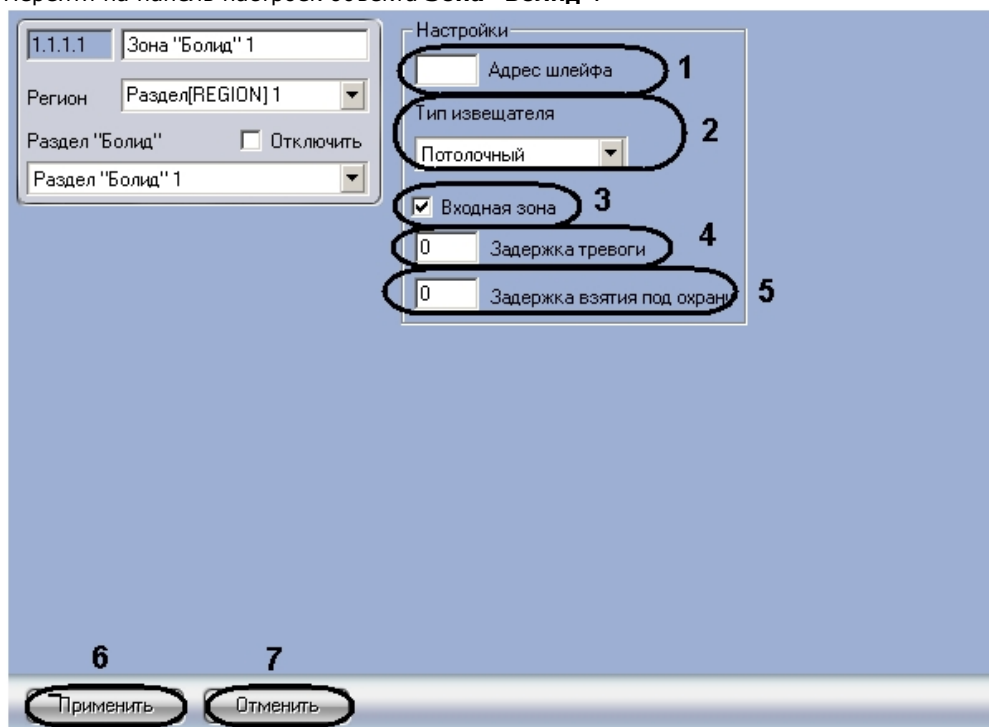 Перейти на панель настроек объекта Зона "Болид".
1.1.1.1 Зона "Болид" 1
Регион Раздел[REGION] 1
Раздел "Болид" Отключить
Раздел "Болид" 1
Настройки
Адрес шлейфа 1
Тип извещателя
Потолочный 2
Входная зона 3
0 Задержка тревоги 4
0 Задержка взятия под охрану 5
6 7
Применить Отменить